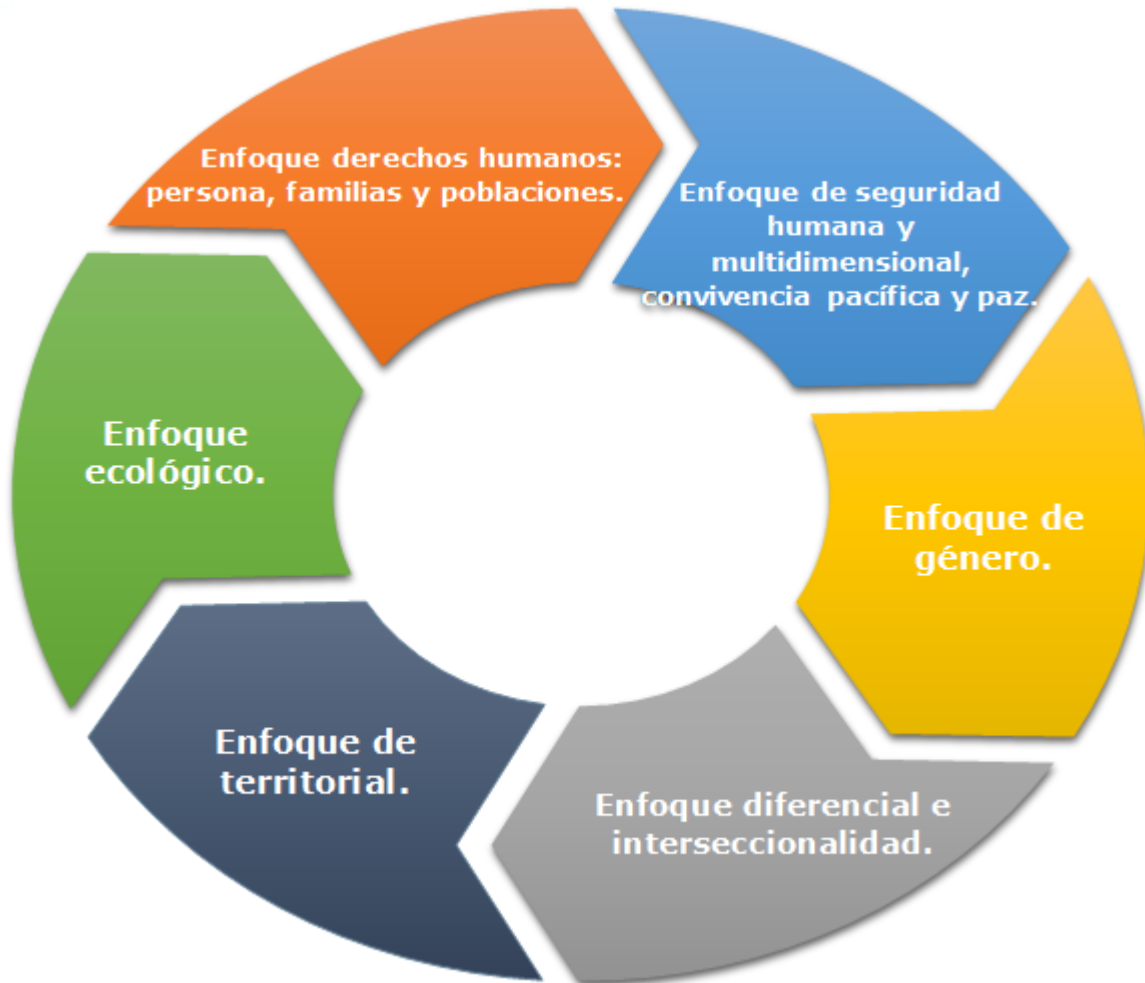 Enfoque derechos humanos:
persona, familias y poblaciones.
Enfoque de seguridad
humana y
multidimensional,
convivencia pacífica y paz.
Enfoque de
género.
Enfoque diferencial e
interseccionalidad.
Enfoque de
territorial.
Enfoque
ecológico.